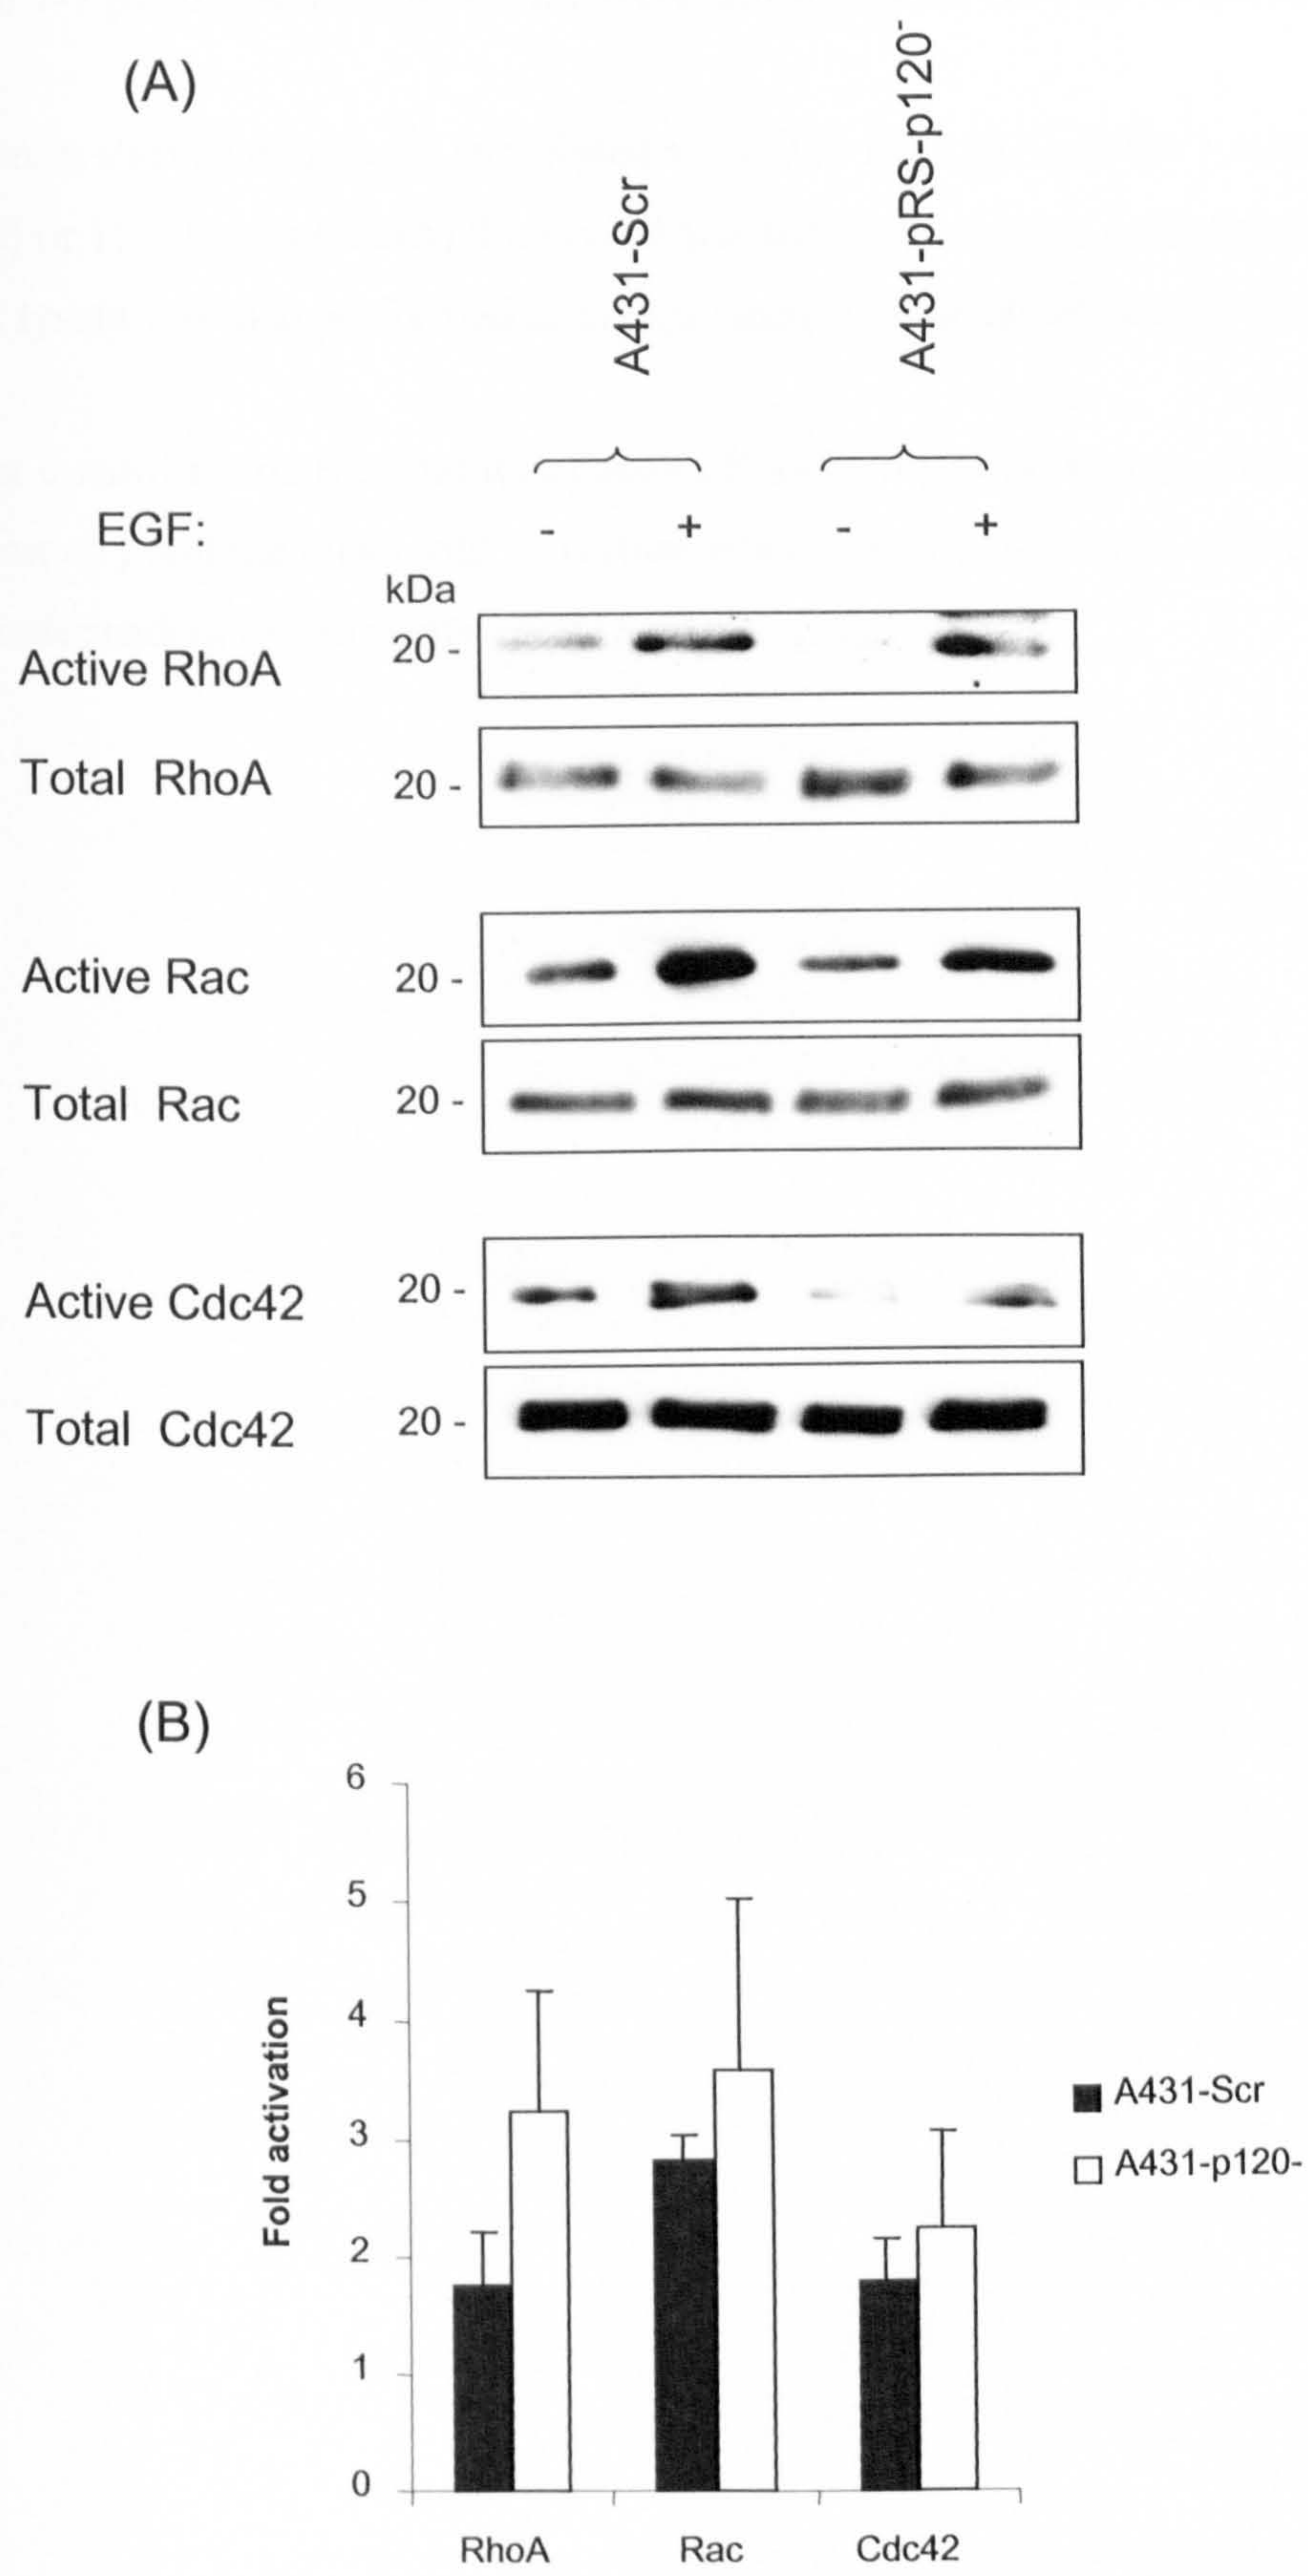 (A)
A431-Scr
A431-pRS-p120-
EGF: - + - +
kDa
Active RhoA 20 -
Total RhoA 20 -
Active Rac 20 -
Total Rac 20 -
Active Cdc42 20 -
Total Cdc42 20 -
(B)
6
5
4
3
2
1
0
Fold activation
A431-Scr
A431-p120-
RhoA Rac Cdc42